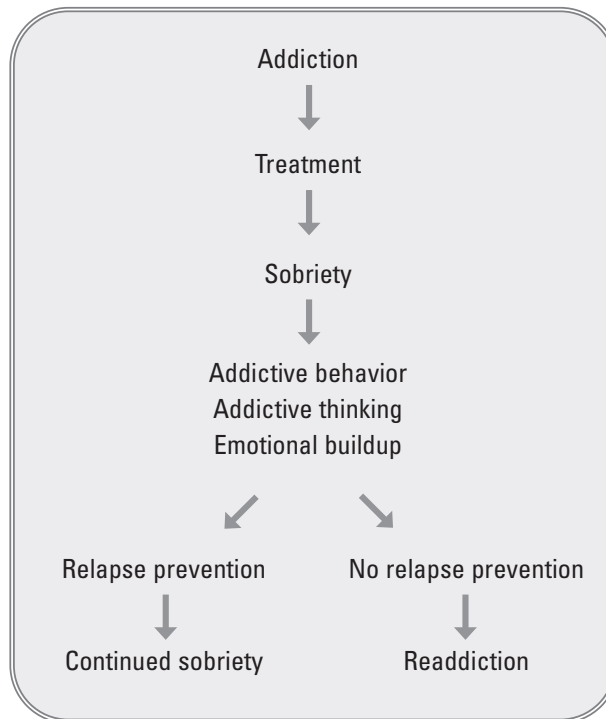 Addiction
Treatment
Sobriety
Addictive behavior
Addictive thinking
Emotional buildup
Relapse prevention
No relapse prevention
Continued sobriety
Readdiction